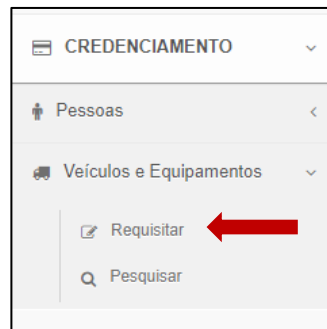 CREDENCIAMENTO
Pessoas
Veículos e Equipamentos
Requisitar
Pesquisar